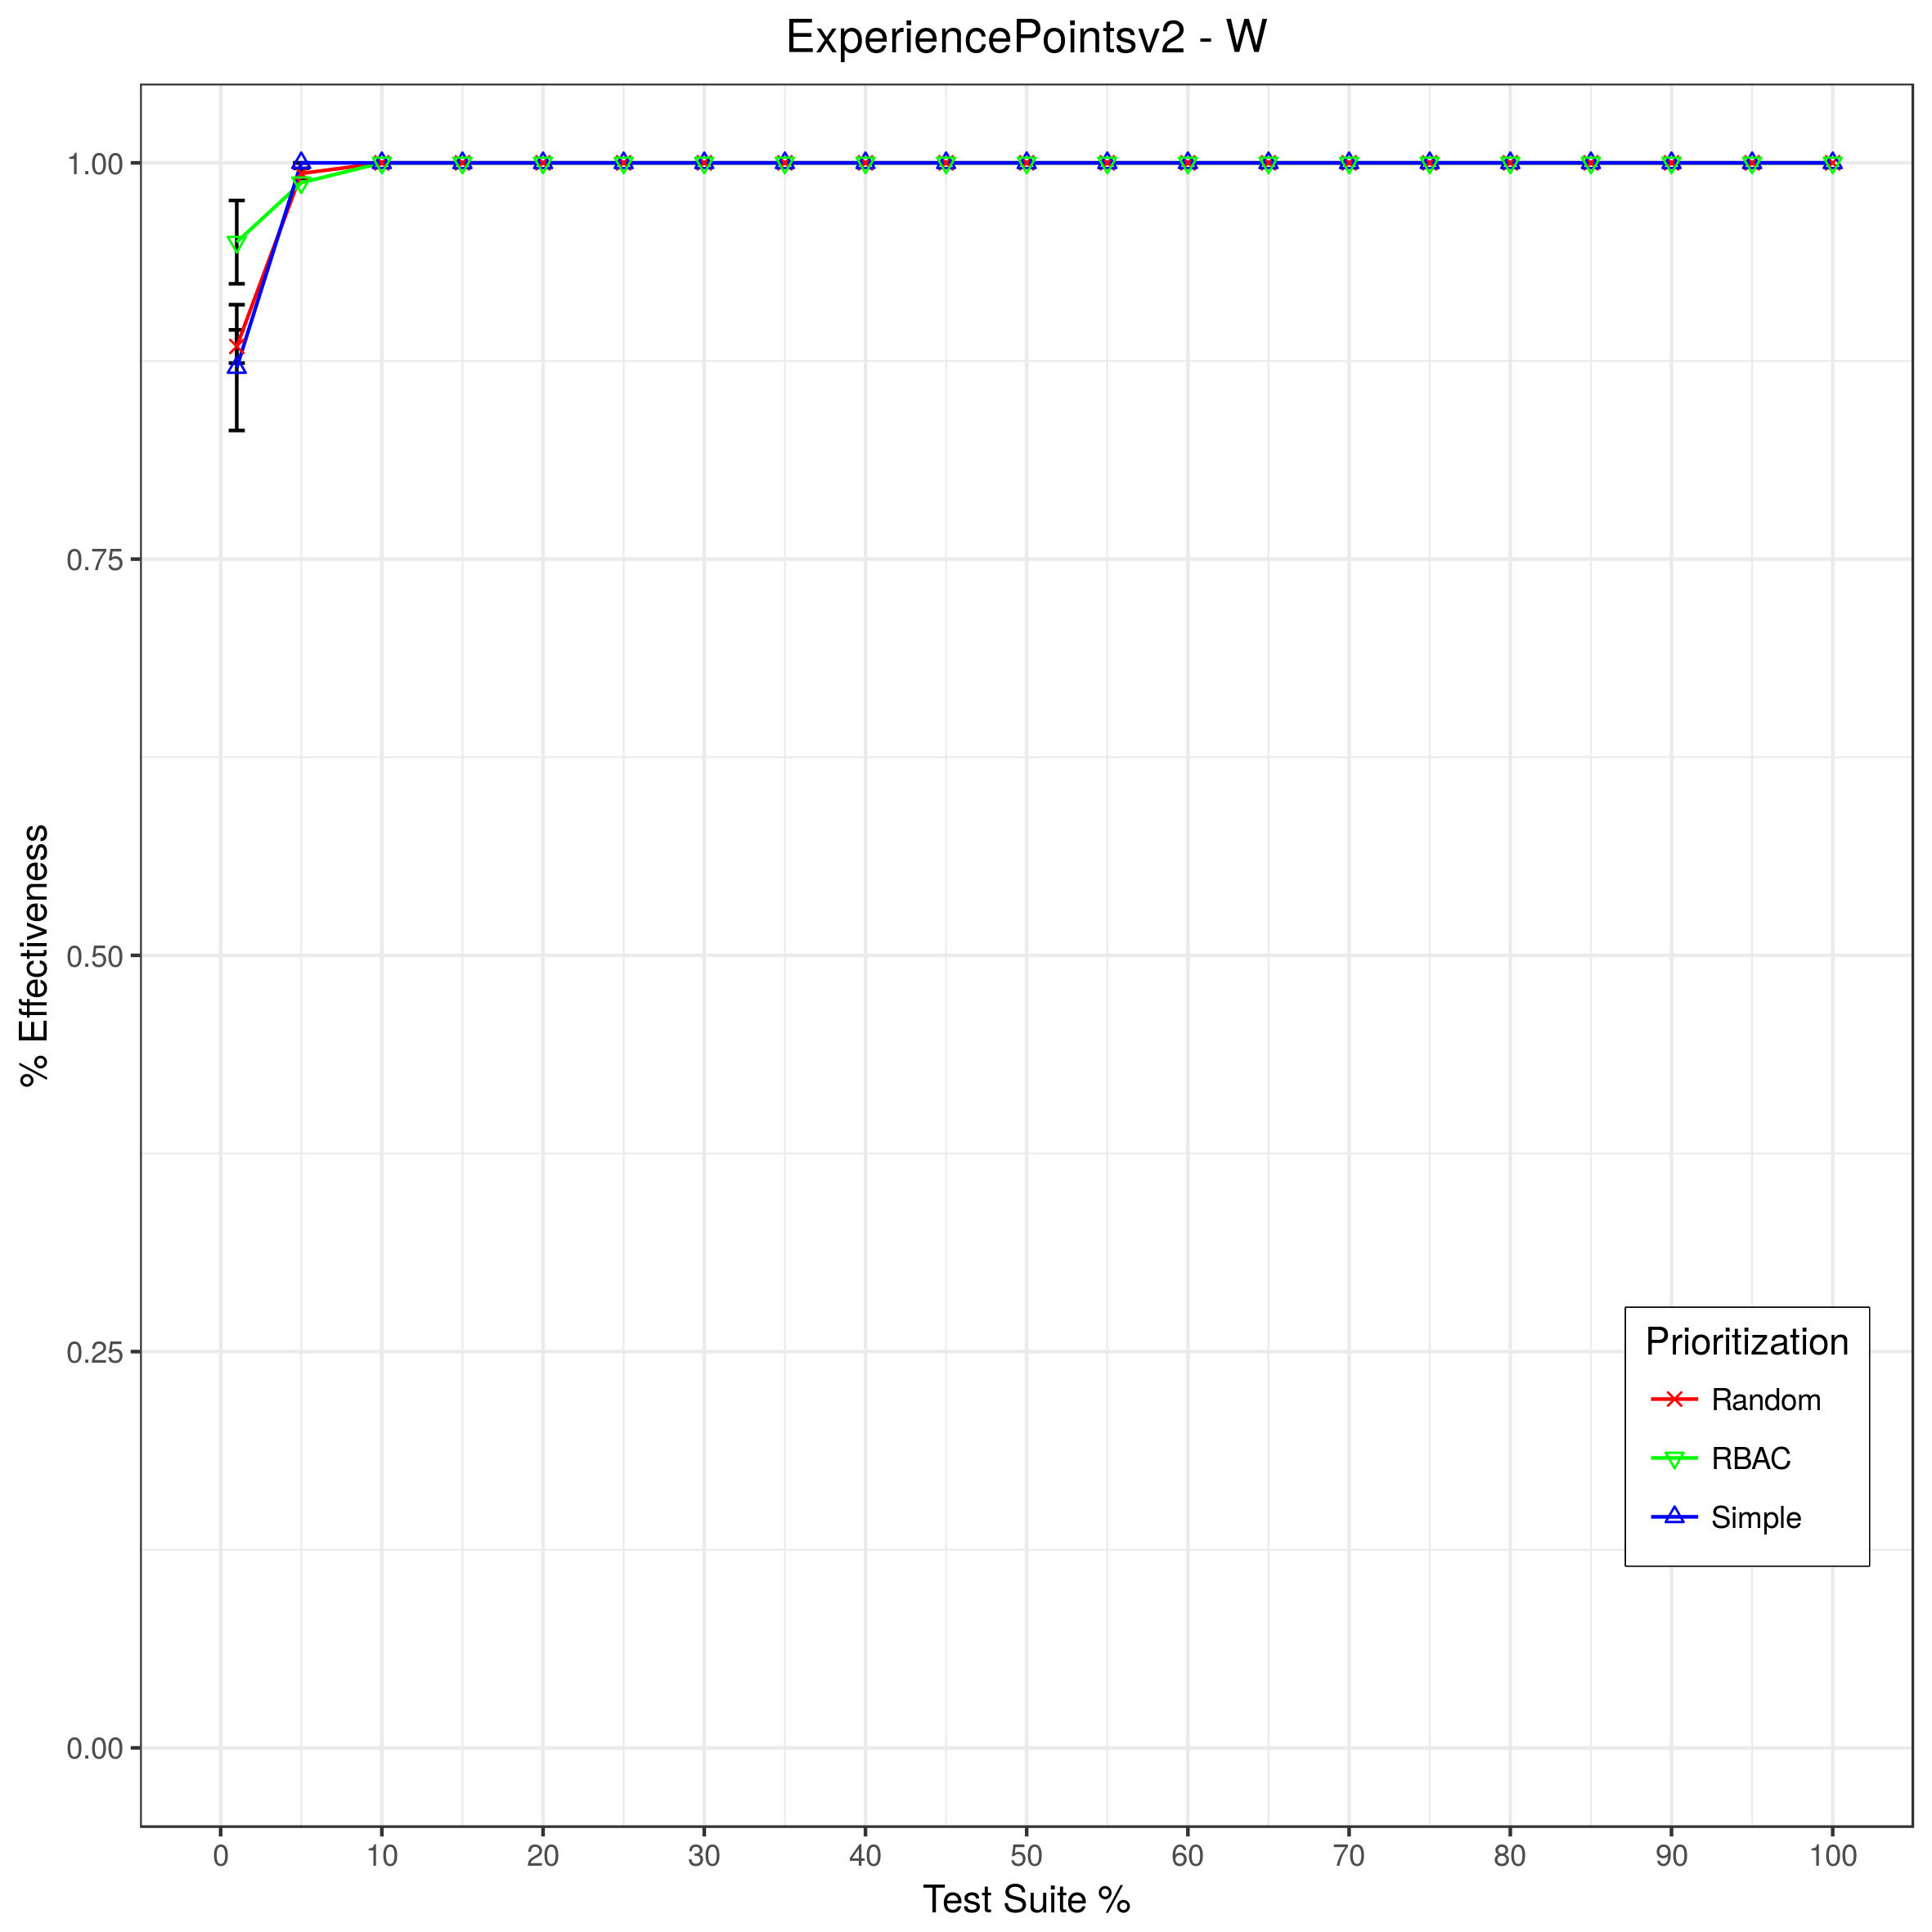 ExperiencePointsv2 - W
1.00
0.75
0.50
0.25
0.00
% Effectiveness
Prioritization
Random
RBAC
Simple
0 10 20 30 40 50 60 70 80 90 100
Test Suite %